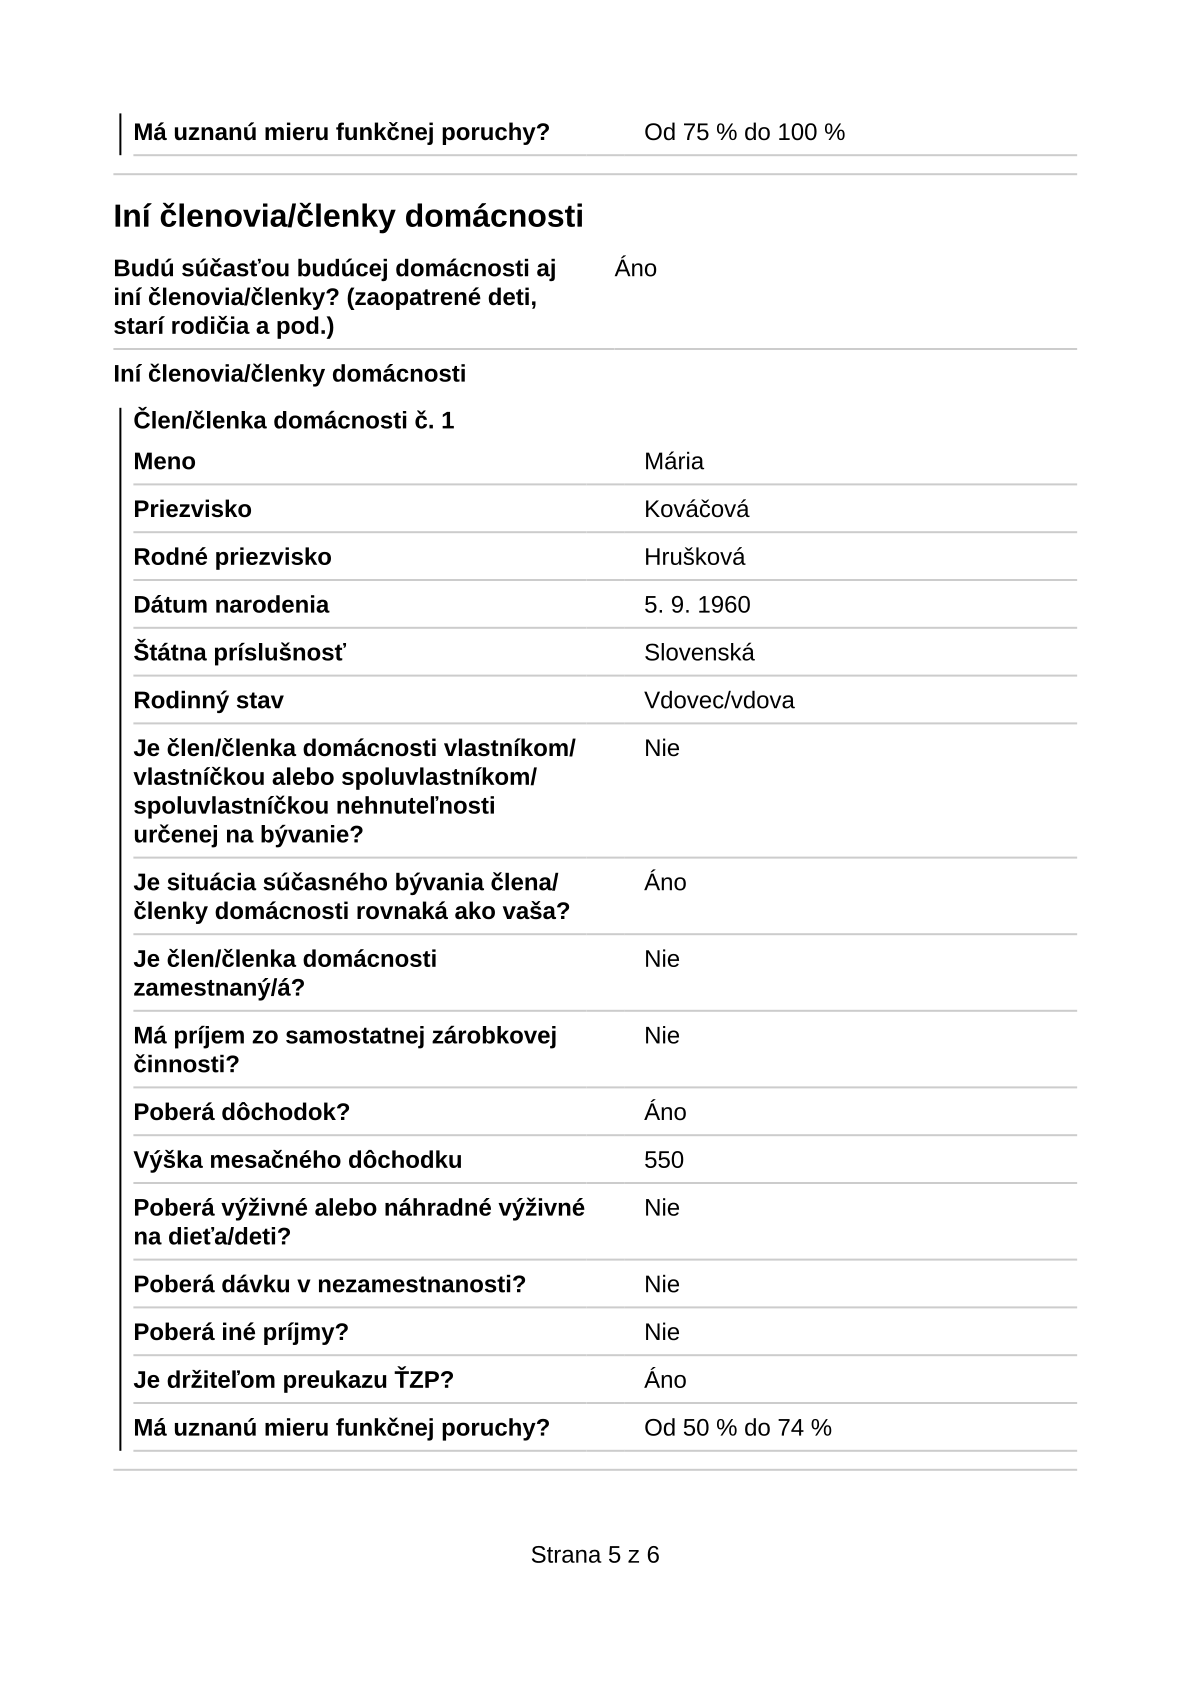 Má uznanú mieru funkčnej poruchy? Od 75 % do 100 %
Iní členovia/členky domácnosti
Budú súčasťou budúcej domácnosti aj Áno
iní členovia/členky? (zaopatrené deti,
starí rodičia a pod.)
Iní členovia/členky domácnosti
Člen/členka domácnosti č. 1
Meno Mária
Priezvisko Kováčová
Rodné priezvisko Hrušková
Dátum narodenia 5. 9. 1960
Štátna príslušnosť Slovenská
Rodinný stav Vdovec/vdova
Je člen/členka domácnosti vlastníkom/ Nie
vlastníčkou alebo spoluvlastníkom/
spoluvlastníčkou nehnuteľnosti
určenej na bývanie?
Je situácia súčasného bývania člena/ Áno
členky domácnosti rovnaká ako vaša?
Je člen/členka domácnosti Nie
zamestnaný/á?
Má príjem zo samostatnej zárobkovej Nie
činnosti?
Poberá dôchodok? Áno
Výška mesačného dôchodku 550
Poberá výživné alebo náhradné výživné Nie
na dieťa/deti?
Poberá dávku v nezamestnanosti? Nie
Poberá iné príjmy? Nie
Je držiteľom preukazu ŤZP? Áno
Má uznanú mieru funkčnej poruchy? Od 50 % do 74 %
Strana 5 z 6